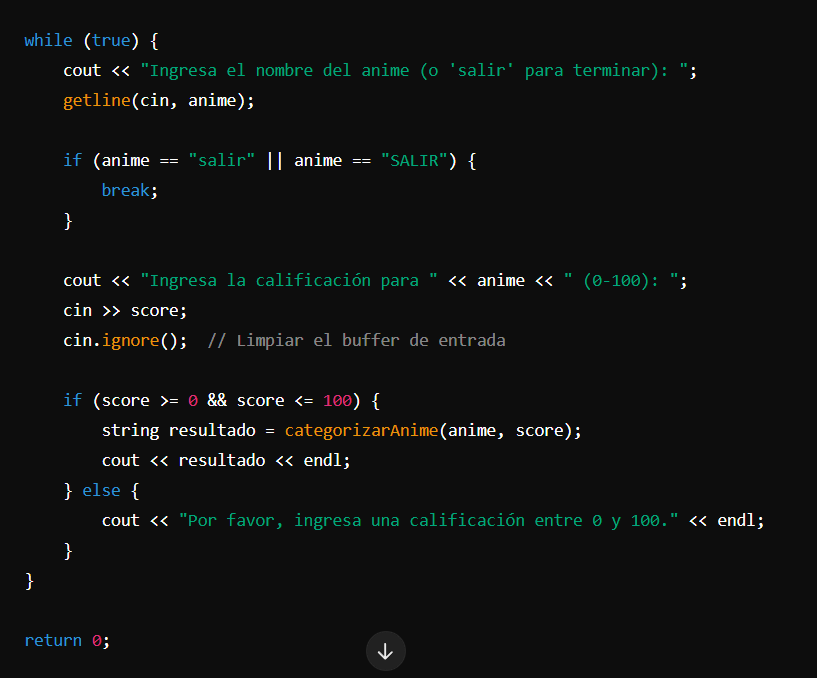 while (true) {
cout << "Ingresa el nombre del anime (o 'salir' para terminar): ";
getline(cin, anime);
if (anime == "salir" || anime == "SALIR") {
break;
}
cout << "Ingresa la calificación para " << anime << " (0-100): ";
cin >> score;
cin.ignore();  // Limpiar el buffer de entrada
if (score >= 0 && score <= 100) {
string resultado = categorizarAnime(anime, score);
cout << resultado << endl;
} else {
cout << "Por favor, ingresa una calificación entre 0 y 100." << endl;
}
}
return 0;